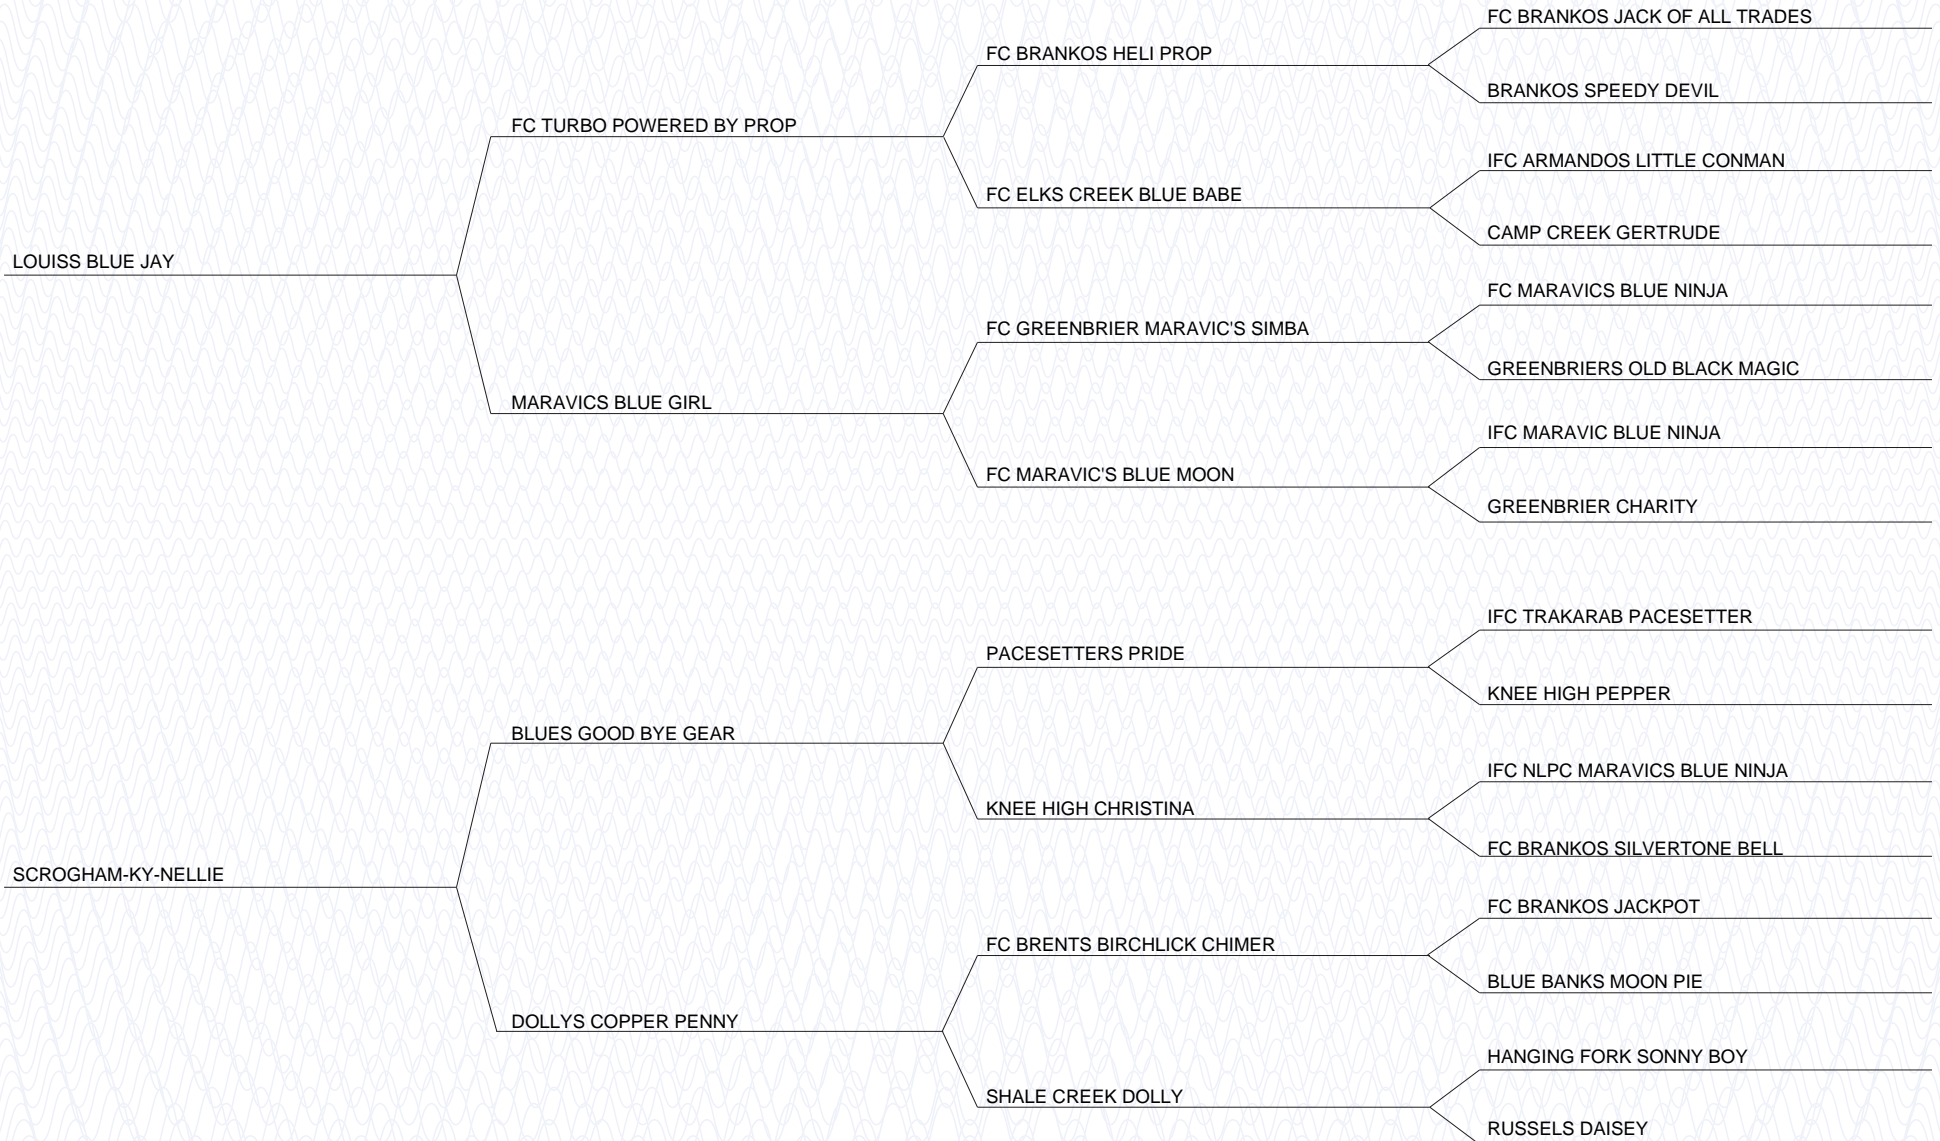 FC BRANKOS JACK OF ALL TRADES
FC BRANKOS HELI PROP
BRANKOS SPEEDY DEVIL
FC TURBO POWERED BY PROP
IFC ARMANDOS LITTLE CONMAN
FC ELKS CREEK BLUE BABE
CAMP CREEK GERTRUDE
LOUISS BLUE JAY
FC MARAVICS BLUE NINJA
FC GREENBRIER MARAVIC'S SIMBA
GREENBRIERS OLD BLACK MAGIC
MARAVICS BLUE GIRL
IFC MARAVIC BLUE NINJA
FC MARAVIC'S BLUE MOON
GREENBRIER CHARITY
IFC TRAKARAB PACESETTER
PACESETTERS PRIDE
KNEE HIGH PEPPER
BLUES GOOD BYE GEAR
IFC NLPC MARAVICS BLUE NINJA
KNEE HIGH CHRISTINA
FC BRANKOS SILVERTONE BELL
SCROGHAM-KY-NELLIE
FC BRANKOS JACKPOT
FC BRENTS BIRCHLICK CHIMER
BLUE BANKS MOON PIE
DOLLYS COPPER PENNY
HANGING FORK SONNY BOY
SHALE CREEK DOLLY
RUSSELS DAISEY